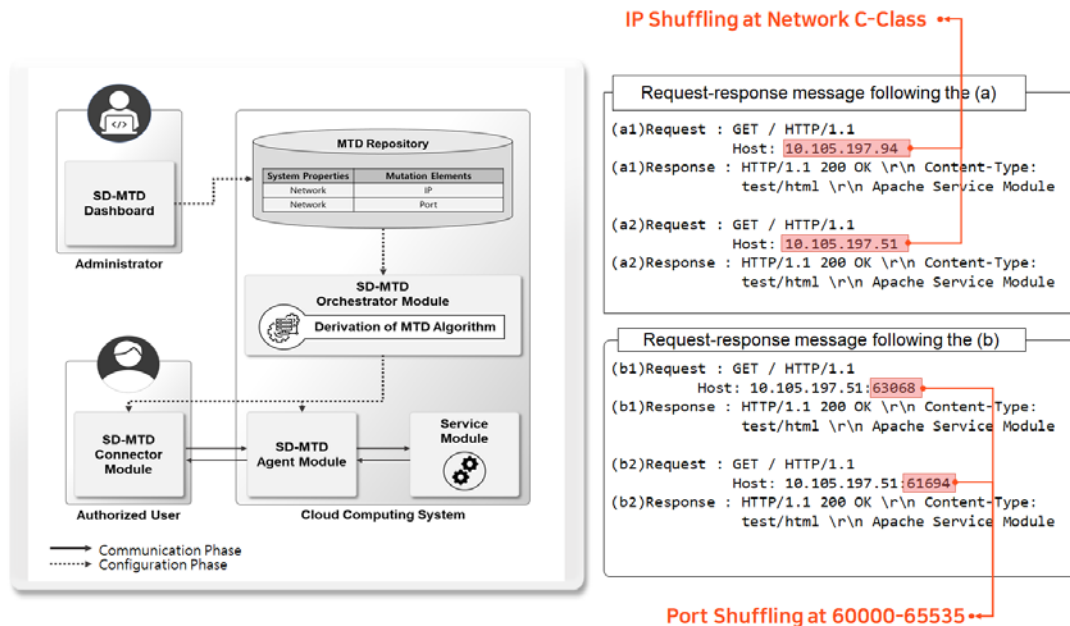 IP Shuffling at Network C-Class
SD-MTD
Dashboard
Administrator
MTD Repository
System Properties Mutation Elements
Network IP
Network Port
SD-MTD
Orchestrator Module
Derivation of MTD Algorithm
SD-MTD
Connector
Module
Authorized User
SD-MTD
Agent Module
Service
Module
Cloud Computing System
Communication Phase
Configuration Phase
Request-response message following the (a)
(a1)Request : GET / HTTP/1.1
Host: 10.105.197.94
(a1)Response : HTTP/1.1 200 OK \r\n Content-Type:
test/html \r\n Apache Service Module
(a2)Request : GET / HTTP/1.1
Host: 10.105.197.51
(a2)Response : HTTP/1.1 200 OK \r\n Content-Type:
test/html \r\n Apache Service Module
Request-response message following the (b)
(b1)Request : GET / HTTP/1.1
Host: 10.105.197.51:63068
(b1)Response : HTTP/1.1 200 OK \r\n Content-Type:
test/html \r\n Apache Service Module
(b2)Request : GET / HTTP/1.1
Host: 10.105.197.51:61694
(b2)Response : HTTP/1.1 200 OK \r\n Content-Type:
test/html \r\n Apache Service Module
Port Shuffling at 60000-65535